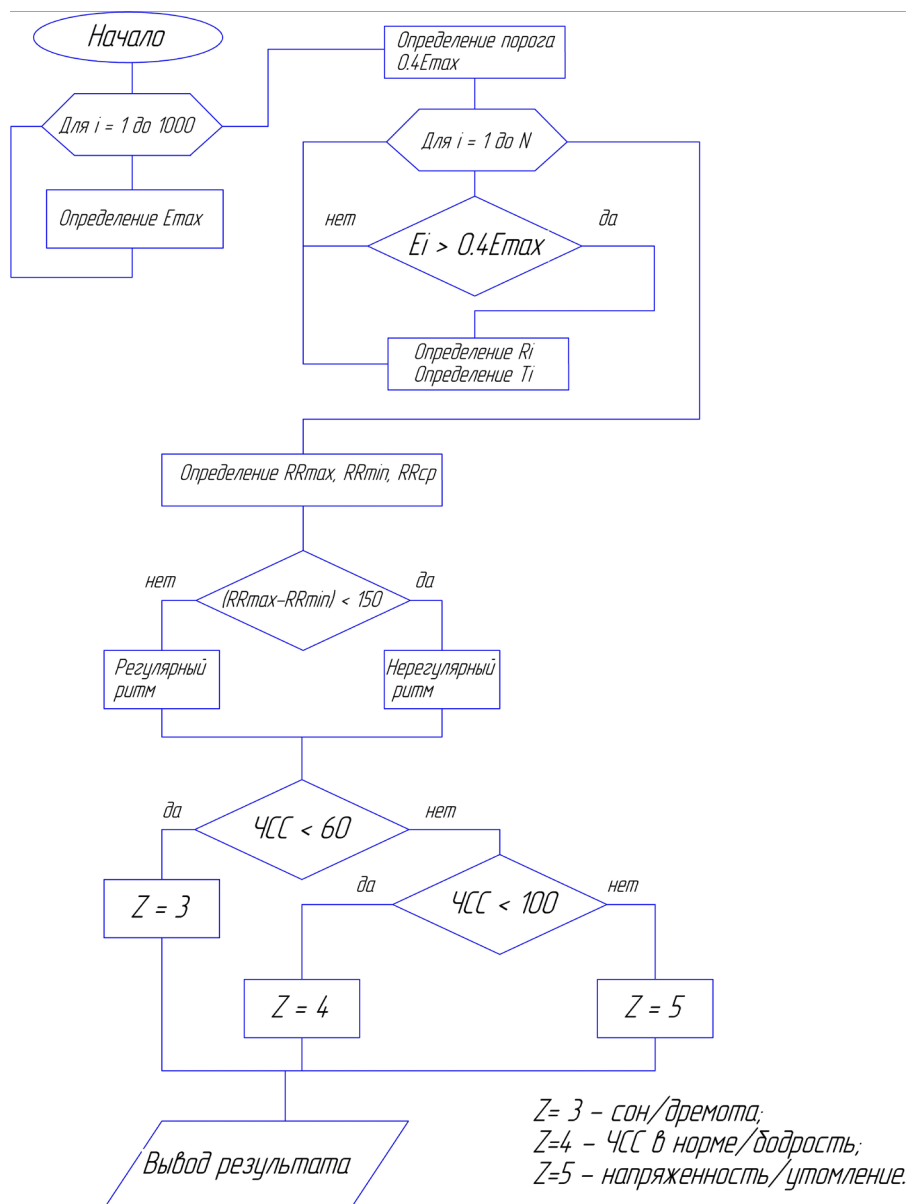 Начало
Для i = 1 до 1000
Определение Emax
Определение порога
0.4Emax
Для i = 1 до N
нет
да
Ei > 0.4Emax
Определение Ri
Определение Ti
Определение RRmax, RRmin, RRcp
нет
да
(RRmax-RRmin) < 150
Регулярный
ритм
Нерегулярный
ритм
да
нет
ЧСС < 60
Z = 3
да
нет
ЧСС < 100
Z = 4
Z = 5
Вывод результата
Z= 3 - сон/дремота;
Z=4 - ЧСС в норме/бодрость;
Z=5 - напряженность/утомление.